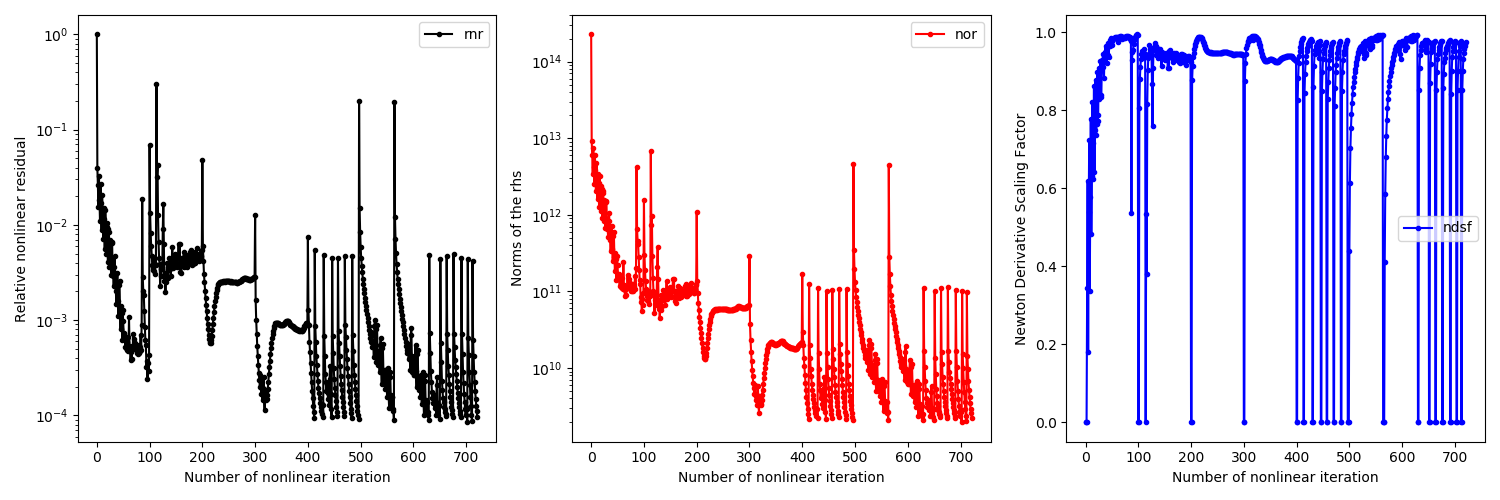 Relative nonlinear residual
10⁰
10⁻¹
10⁻²
10⁻³
10⁻⁴
rnr
0 100 200 300 400 500 600 700
Number of nonlinear iteration
Norms of the rhs
10¹⁴
10¹³
10¹²
10¹¹
10¹⁰
nor
0 100 200 300 400 500 600 700
Number of nonlinear iteration
Newton Derivative Scaling Factor
1.0
0.8
0.6
0.4
0.2
0.0
ndsf
0 100 200 300 400 500 600 700
Number of nonlinear iteration